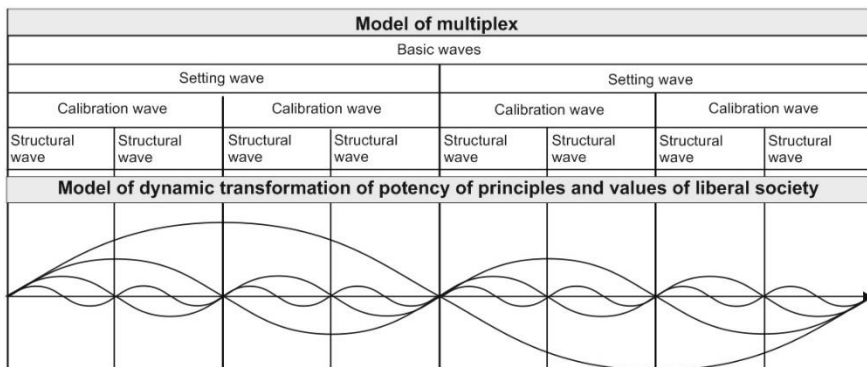 Model of multiplex
Basic waves
Setting wave Setting wave
Calibration wave Calibration wave Calibration wave Calibration wave
Structural Structural Structural Structural Structural Structural Structural Structural
wave wave wave wave wave wave wave wave
Model of dynamic transformation of potency of principles and values of liberal society